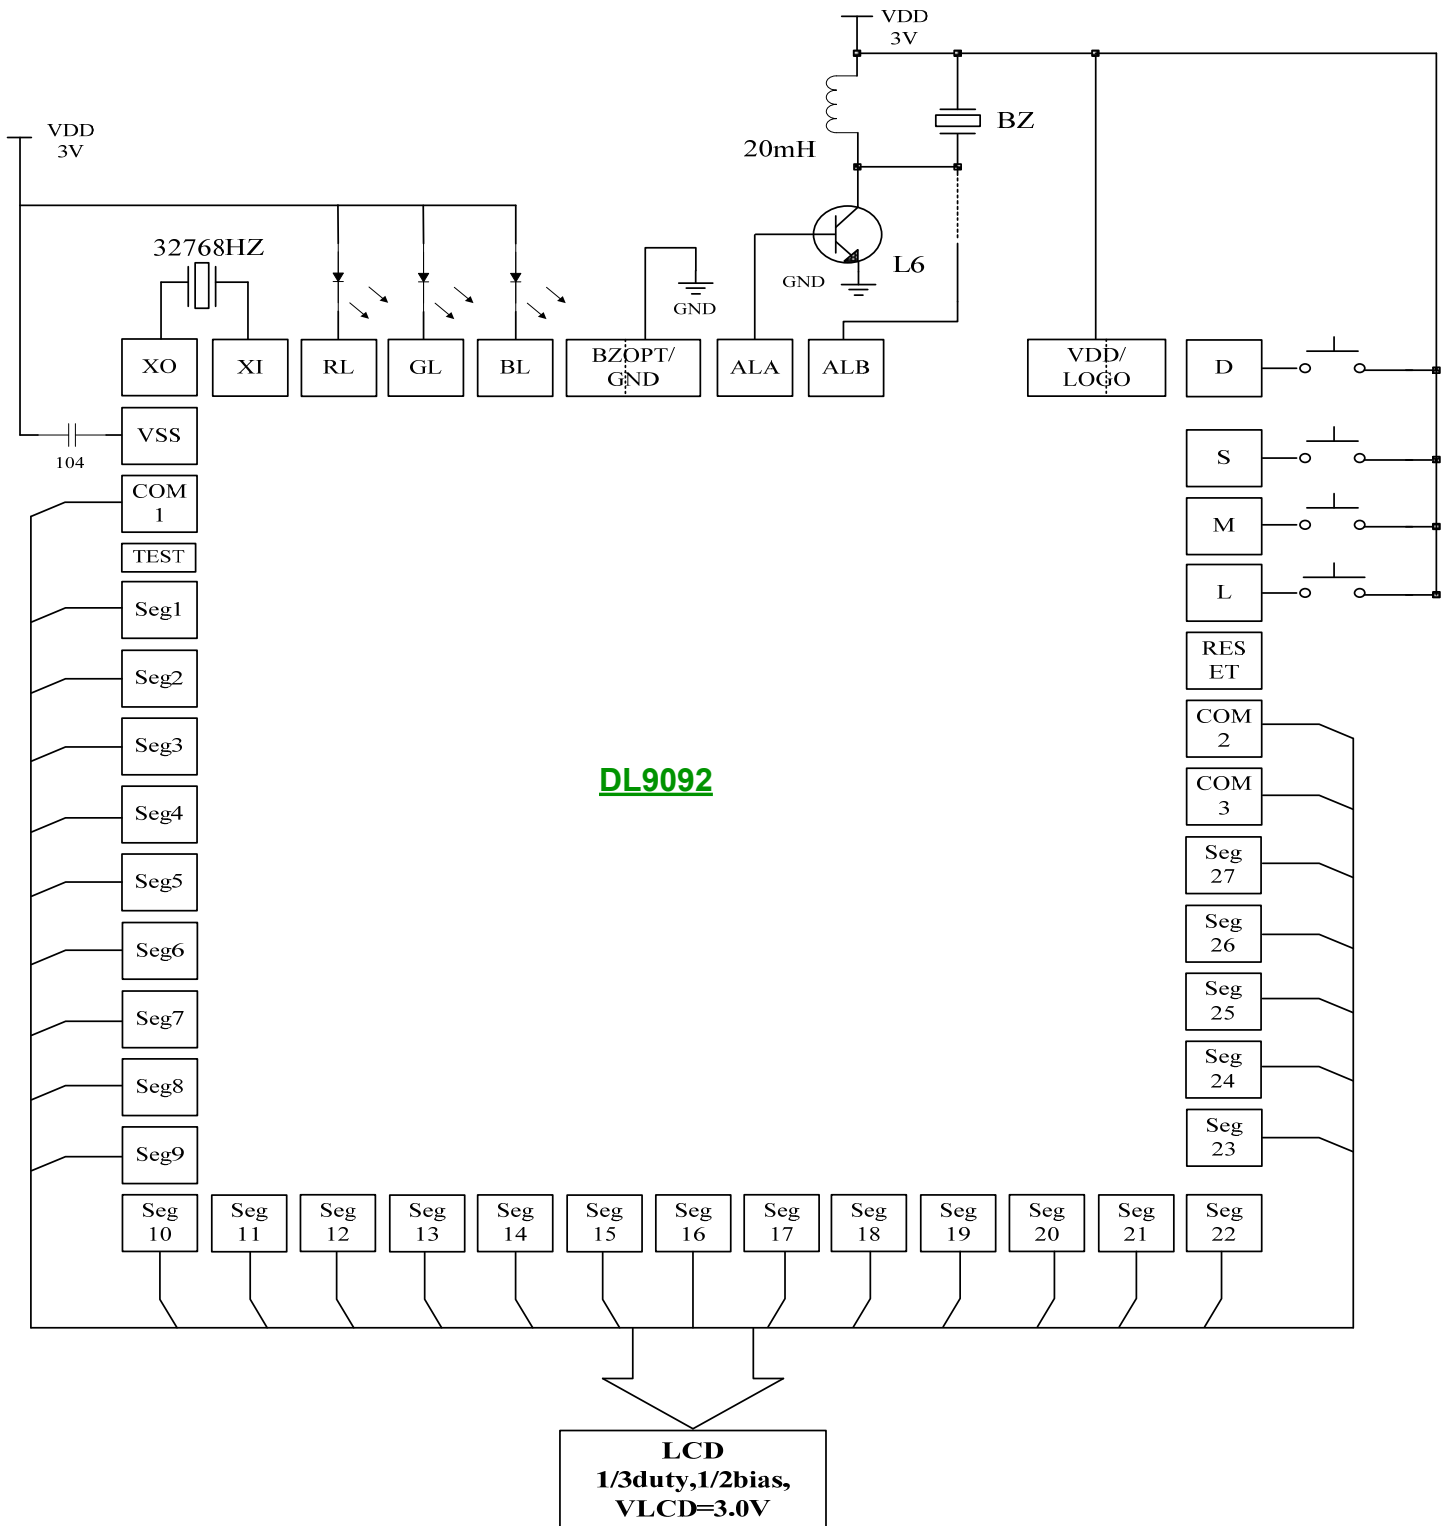 VDD
3V
BZ
20mH
VDD
3V
32768HZ
L6
GND
GND
XO
XI
RL
GL
BL
BZOPT/
GND
ALA
ALB
VDD/
LOGO
D
VSS
104
S
COM
1
M
TEST
L
Seg1
RES
ET
Seg2
COM
2
Seg3
COM
3
DL9092
Seg4
Seg
27
Seg5
Seg
26
Seg6
Seg
25
Seg7
Seg
24
Seg8
Seg
23
Seg9
Seg
10
Seg
11
Seg
12
Seg
13
Seg
14
Seg
15
Seg
16
Seg
17
Seg
18
Seg
19
Seg
20
Seg
21
Seg
22
LCD
1/3duty,1/2bias,
VLCD=3.0V